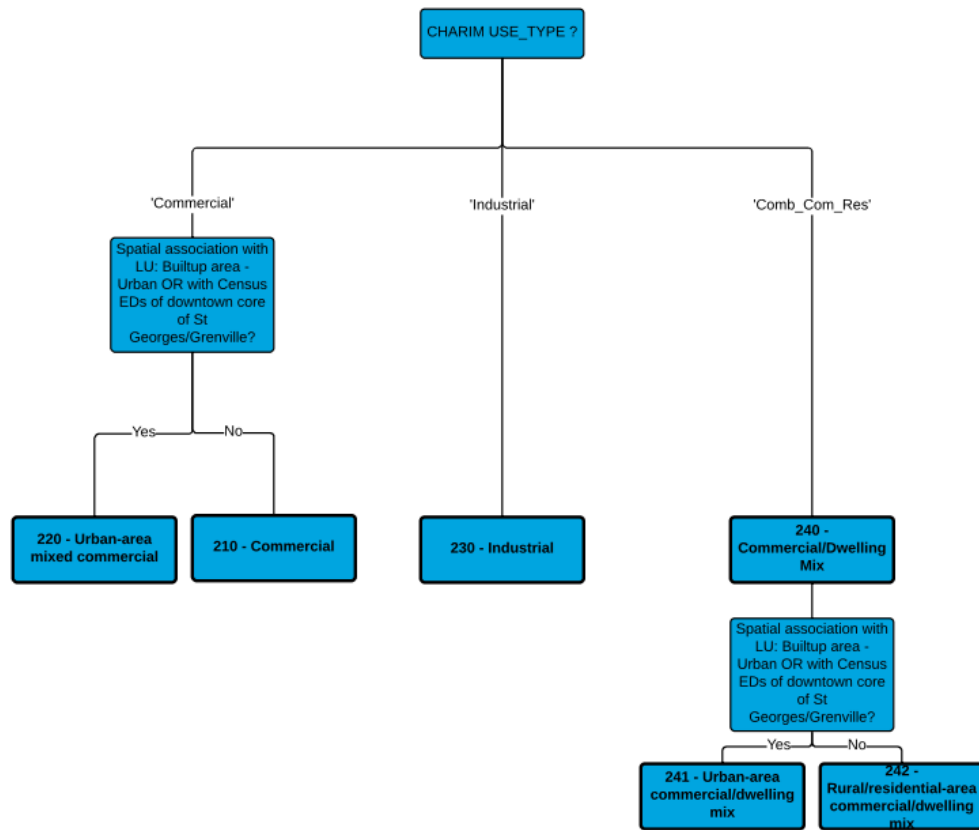 CHARIM USE_TYPE ?
'Commercial'
'Industrial'
'Comb_Com_Res'
Spatial association with
LU: Builtup area -
Urban OR with Census
EDs of downtown core
of St
Georges/Grenville?
Yes
No
220 - Urban-area
mixed commercial
210 - Commercial
230 - Industrial
240 -
Commercial/Dwelling
Mix
Spatial association with
LU: Builtup area -
Urban OR with Census
EDs of downtown core
of St
Georges/Grenville?
Yes
No
241 - Urban-area
commercial/dwelling
mix
242 -
Rural/residential-area
commercial/dwelling
mix